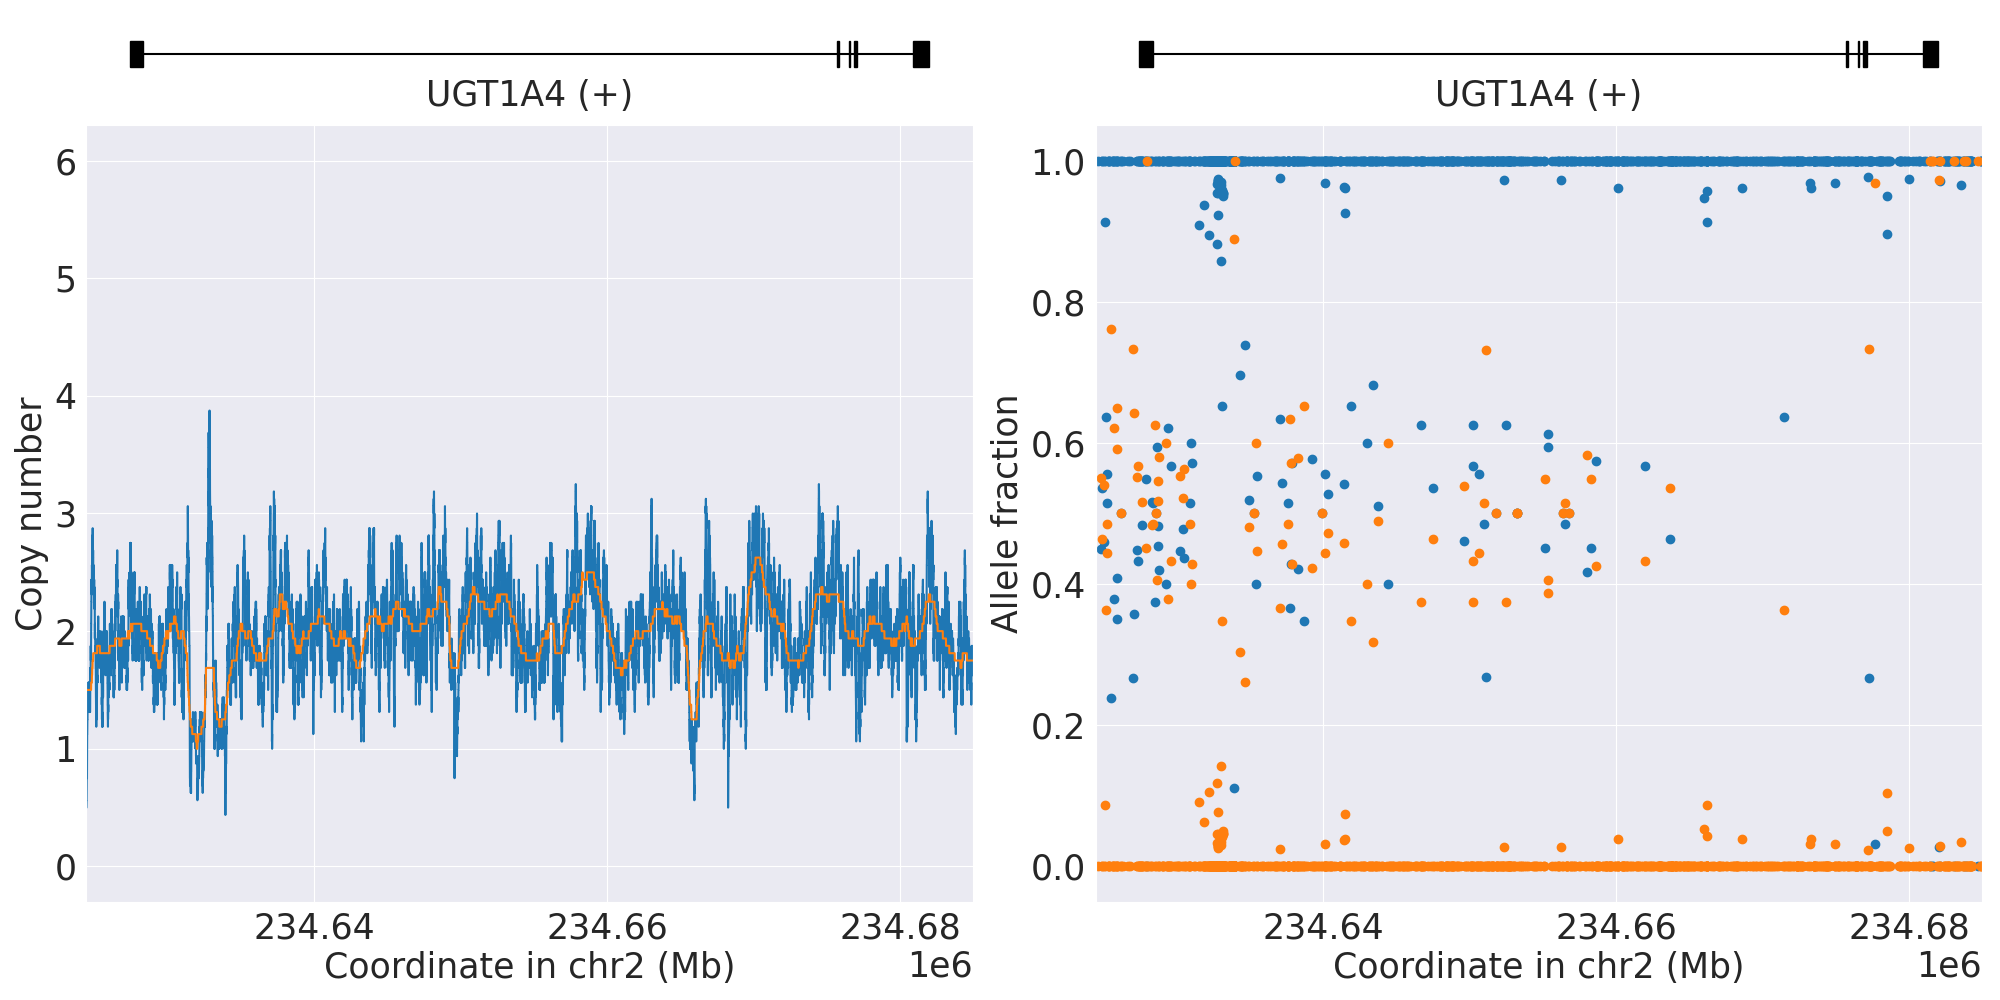 UGT1A4 (+)
6
5
4
3
2
1
0
Copy number
234.64
234.66
234.68
Coordinate in chr2 (Mb)
1e6
UGT1A4 (+)
1.0
0.8
0.6
0.4
0.2
0.0
Allele fraction
234.64
234.66
234.68
Coordinate in chr2 (Mb)
1e6